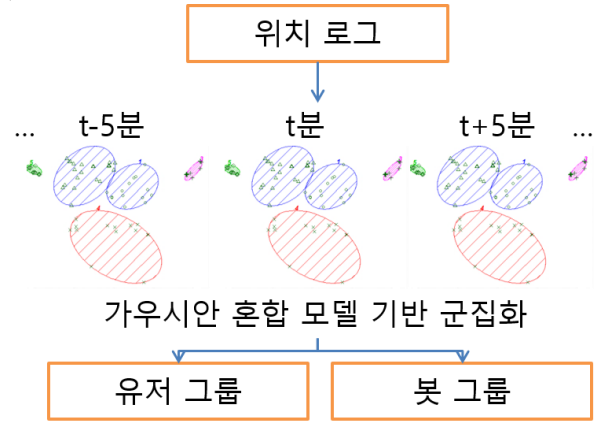 위치 로그
... t-5분 t분 t+5분 ...
가우시안 혼합 모델 기반 군집화
유저 그룹 봇 그룹